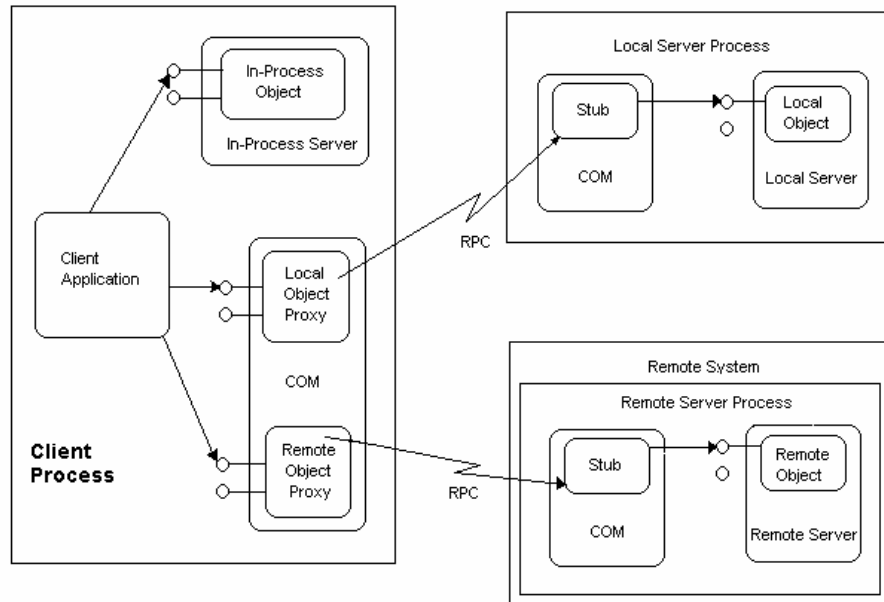 In-Process
Object
In-Process Server
Client
Application
Local
Object
Proxy
COM
Remote
Object
Proxy
Client
Process
RPC
RPC
Local Server Process
Stub
COM
Local
Object
Local Server
Remote System
Remote Server Process
Stub
COM
Remote
Object
Remote Server